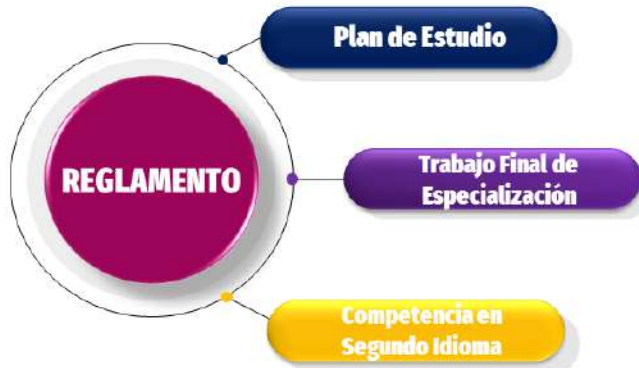 Plan de Estudio
REGLAMENTO
Trabajo Final de
Especialización
Competencia en
Segundo Idioma